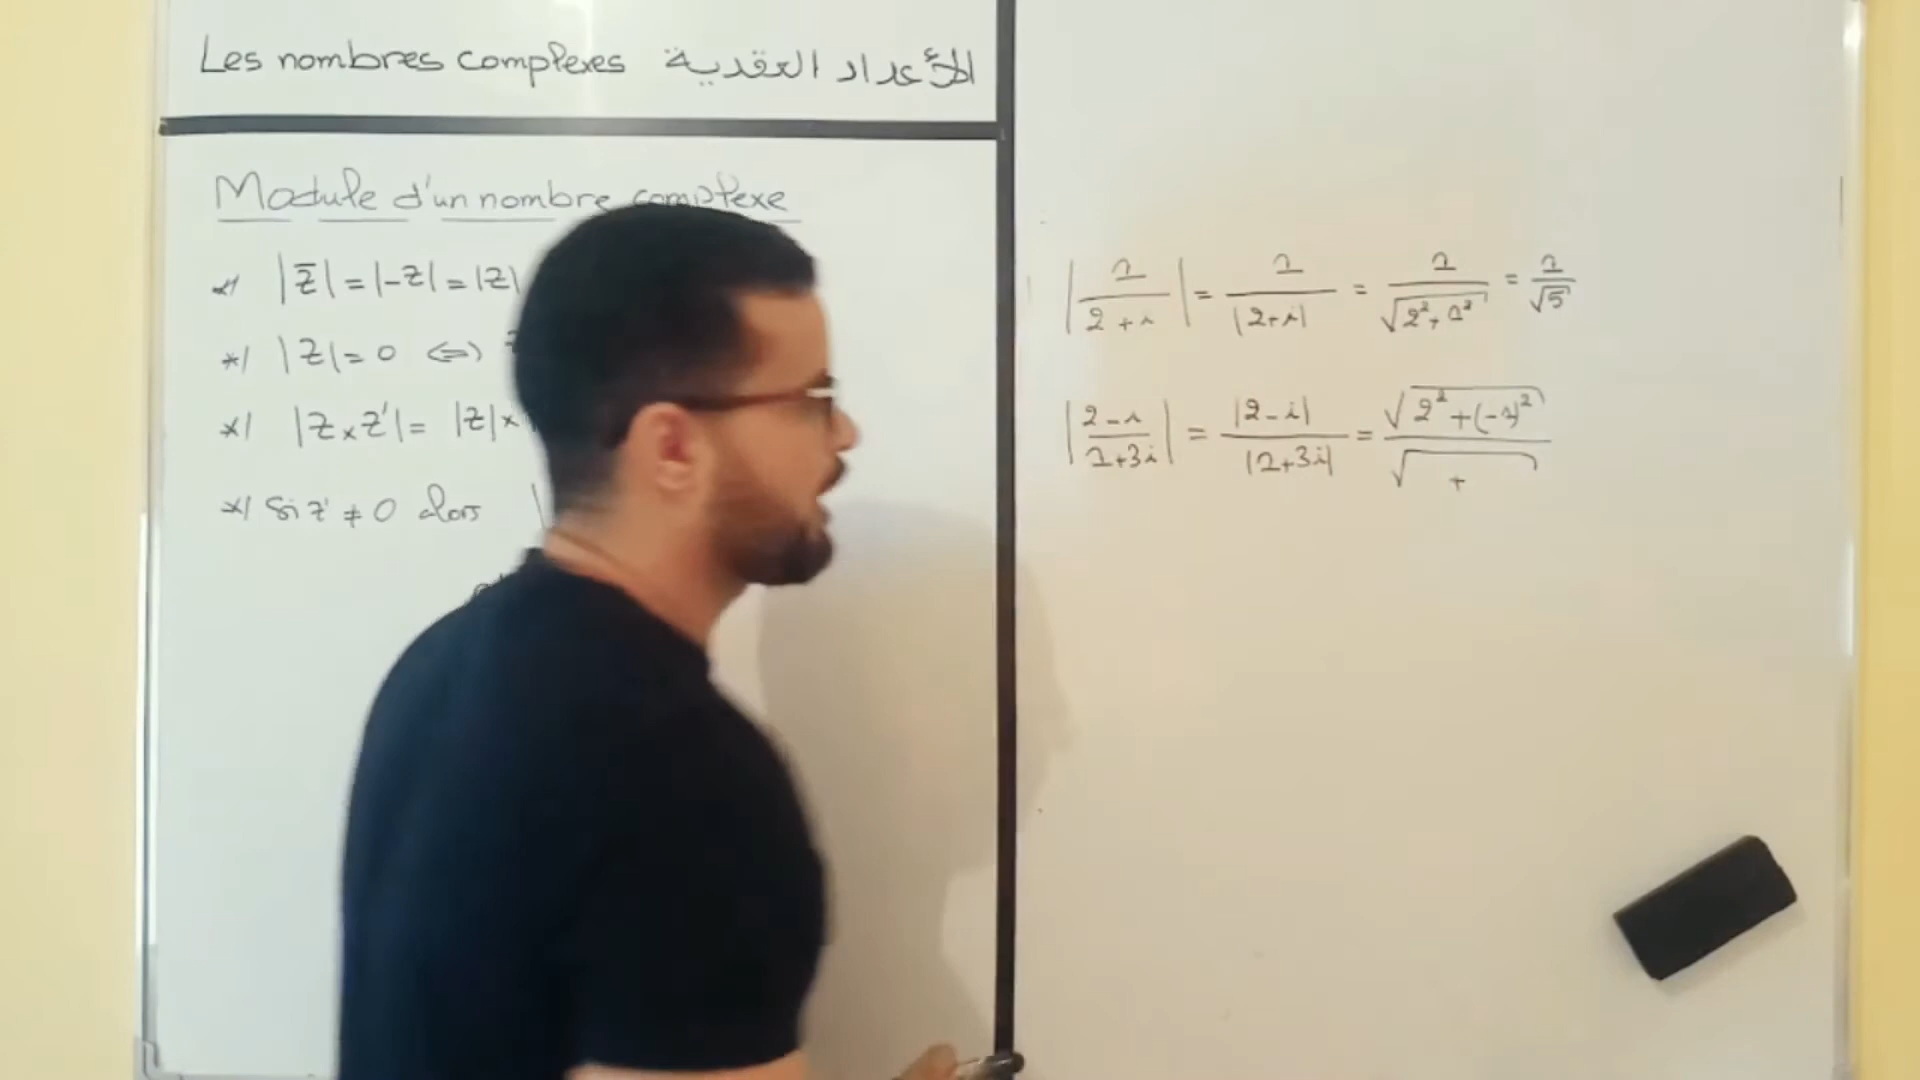 Les nombres complexes الأعداد العقدية
Module d'un nombre complexe
*/ |z̅| = |-z| = |z|
*/ |z| = 0 ⇔
*/ |z × z'| = |z| ×
*/ Si z' ≠ 0 alors
|1/(2+i)| = 1/|2+i| = 1/√(2²+1²) = 1/√5
|(2-i)/(1+3i)| = |2-i|/|1+3i| = √(2²+(-1)²)/√( + )